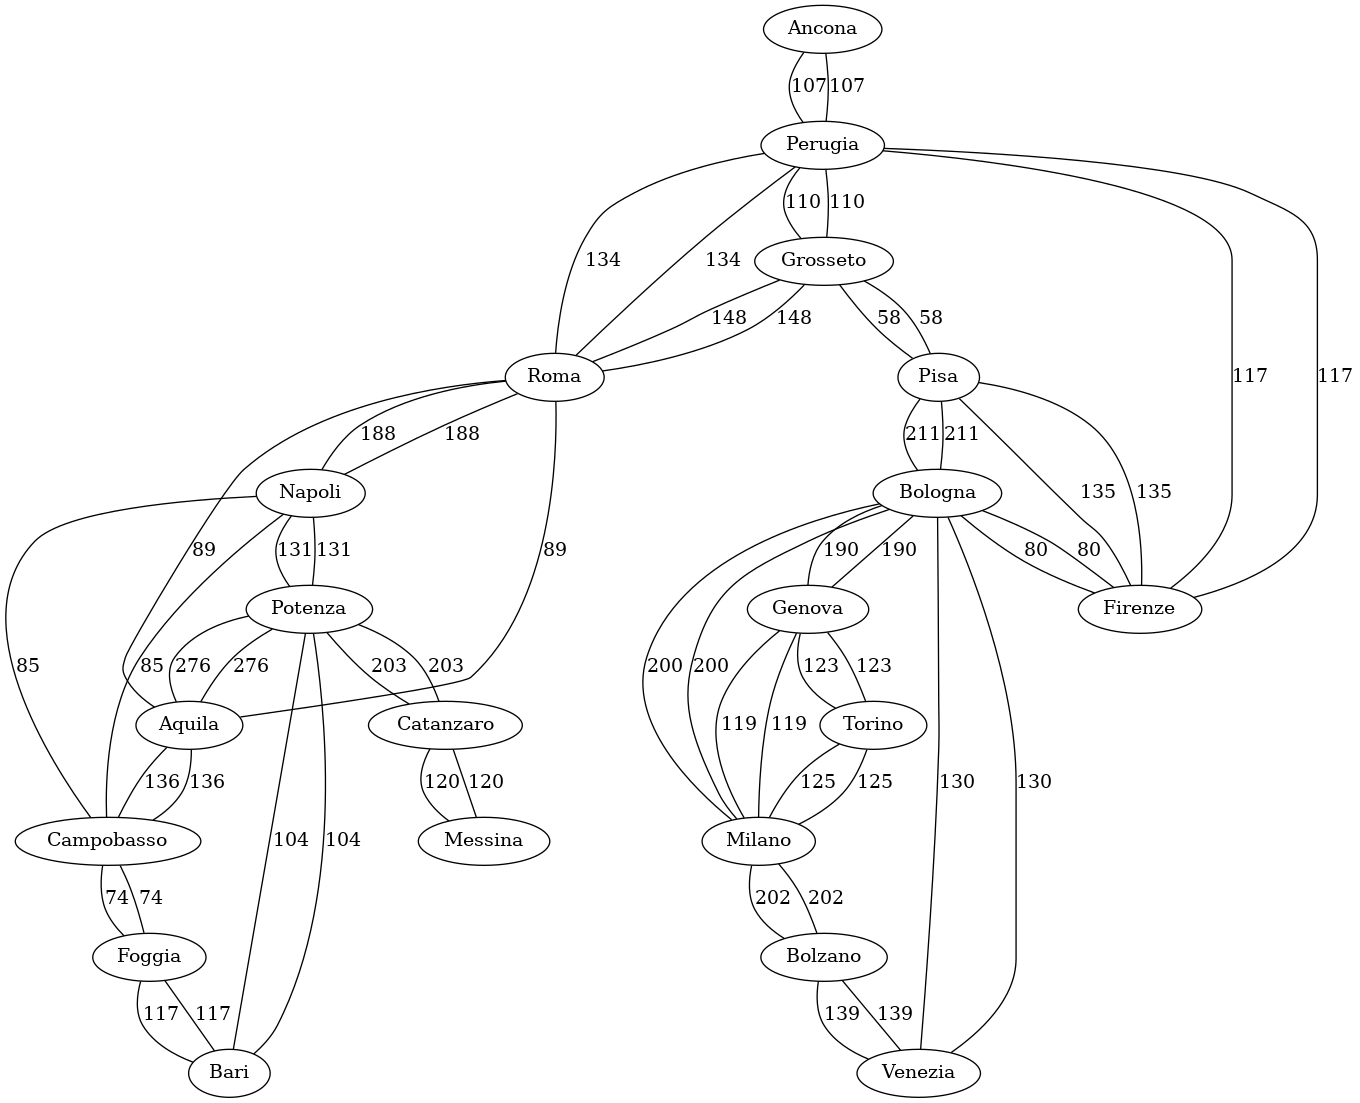 Ancona
107 107
Perugia
110 110
134 134 Grosseto
148 148 58 58
Roma Pisa 117 117
188 188 211 211
Napoli Bologna 135 135
89 131 131 89 190 190 80 80
Potenza Genova Firenze
85 85 276 276 203 203 200 200 123 123
Aquila Catanzaro 119 119 Torino
136 136 120 120 125 125 130 130
Campobasso 104 104 Messina Milano
74 74 202 202
Foggia Bolzano
117 117 139 139
Bari Venezia